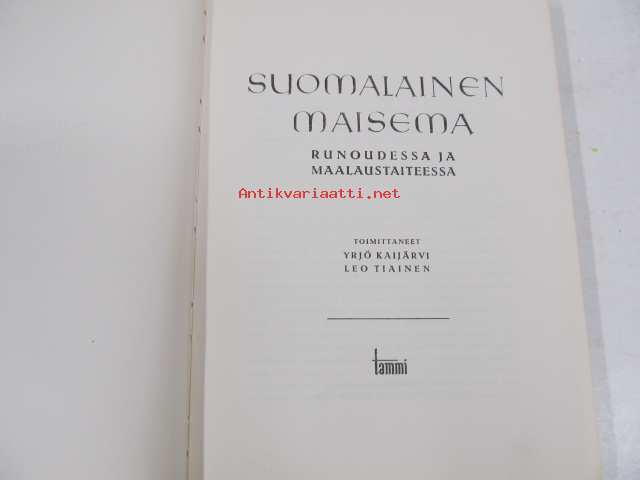 SUOMALAINEN
MAISEMA
RUNOUDESSA JA
MAALAUSTAITEESSA
Antikvariaatti.net
TOIMITTANEET
YRJÖ KAIJÄRVI
LEO TIAINEN
tammi